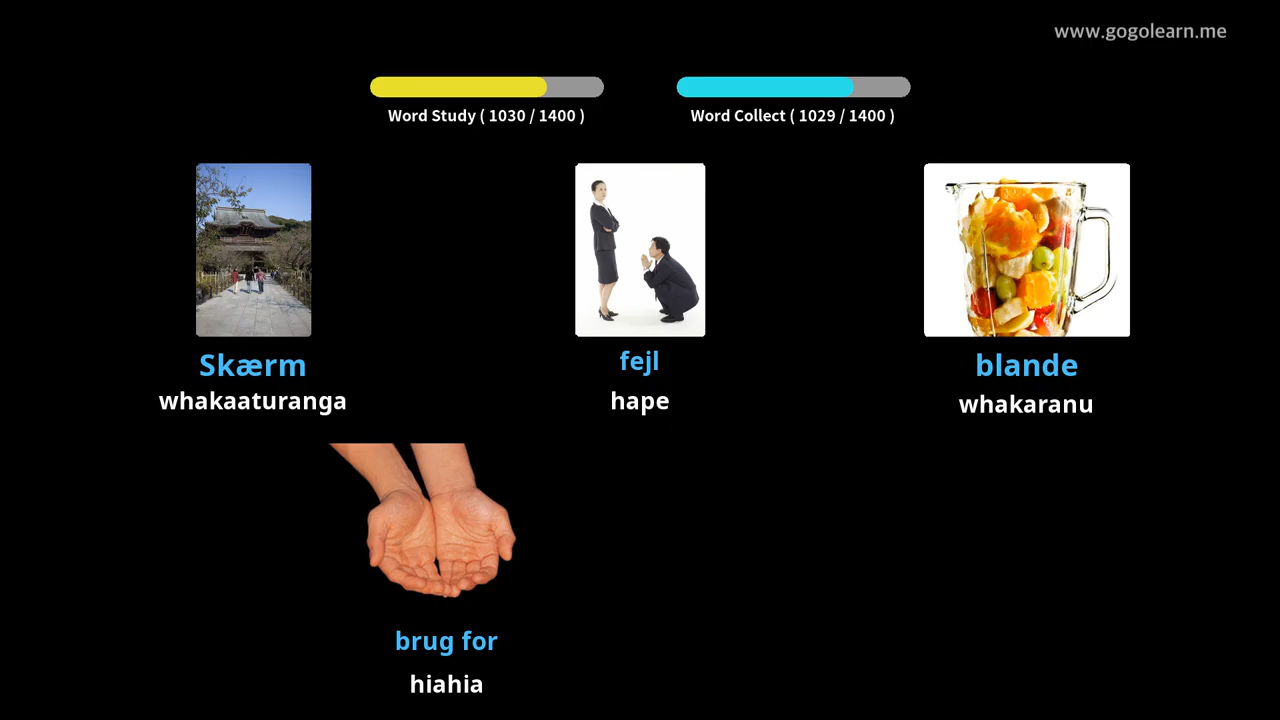 www.gogolearn.me
Word Study ( 1030 / 1400 )
Word Collect ( 1029 / 1400 )
Skærm
fejl
blande
whakaaturanga
hape
whakaranu
brug for
hiahia